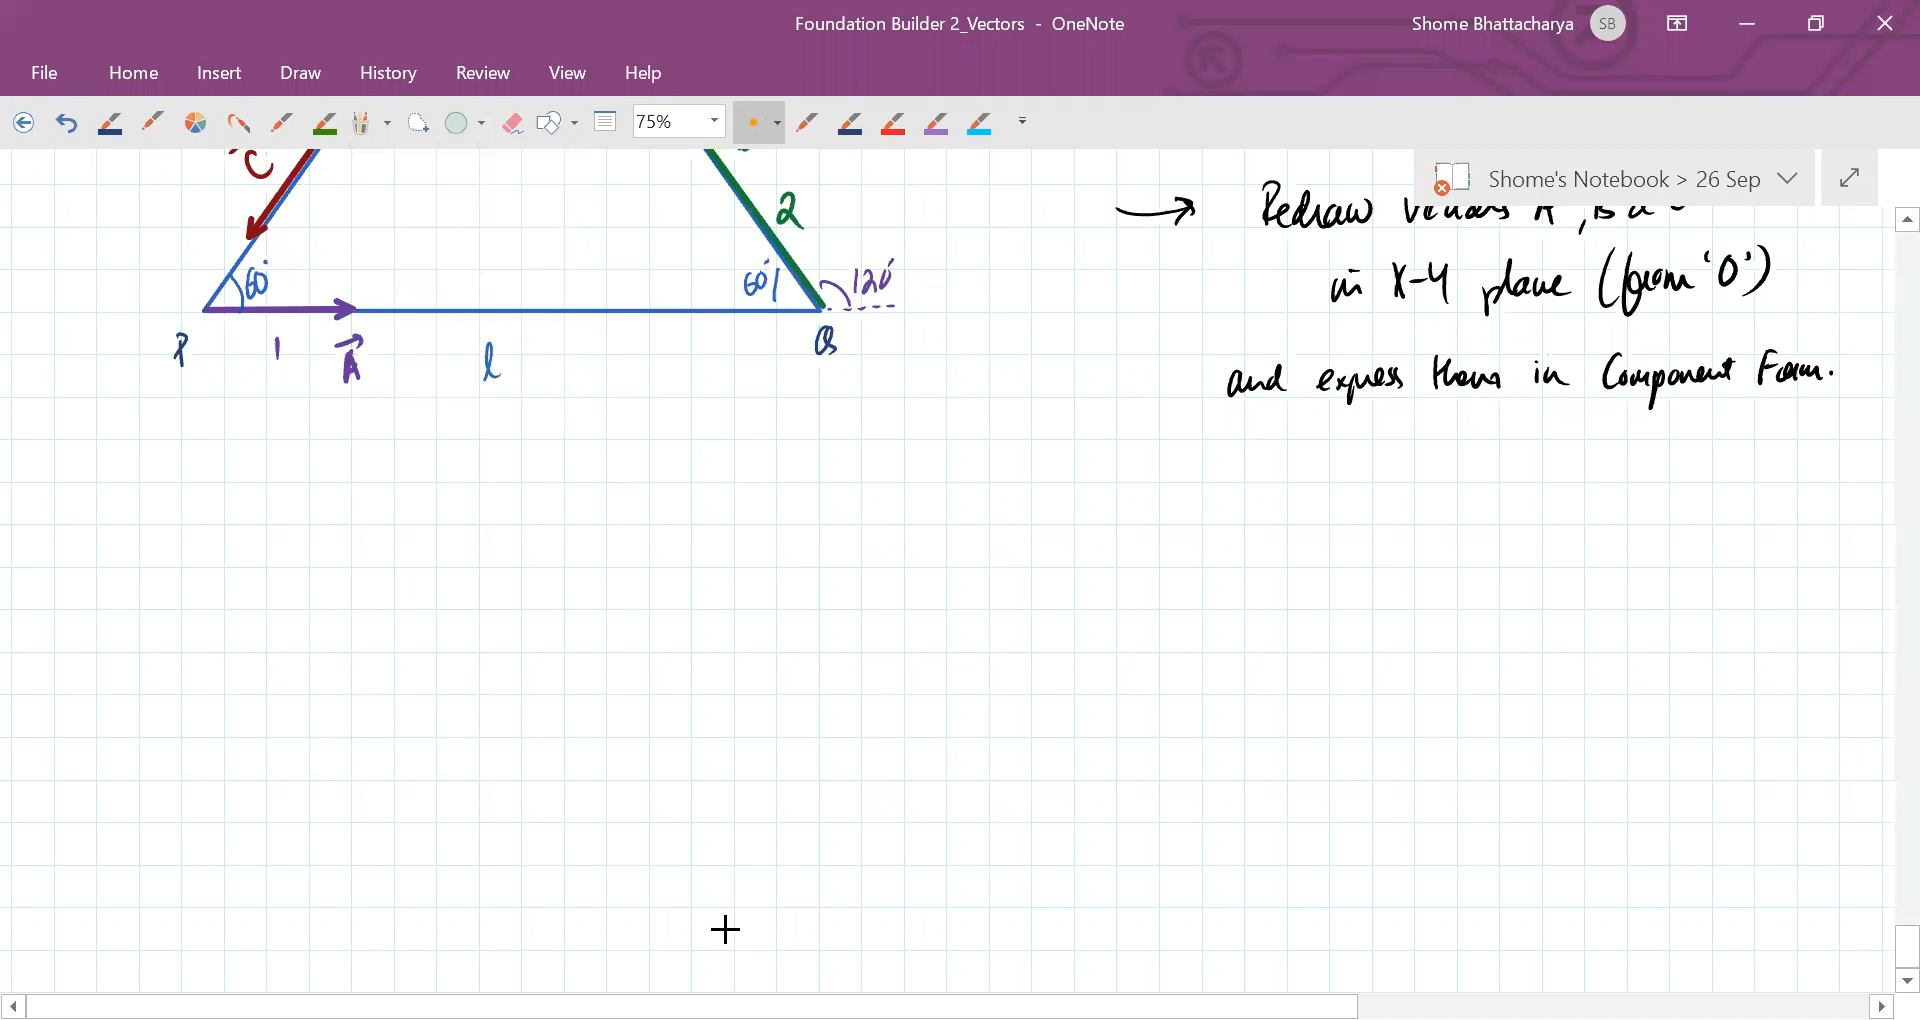 Foundation Builder 2_Vectors - OneNote
Shome Bhattacharya SB
File Home Insert Draw History Review View Help
75%
Shome's Notebook > 26 Sep
C
2
→ Redraw Vectors A, B &
60°
60° 120°
in X-Y plane (from 'O')
P 1 A l Q
and express them in Component Form.